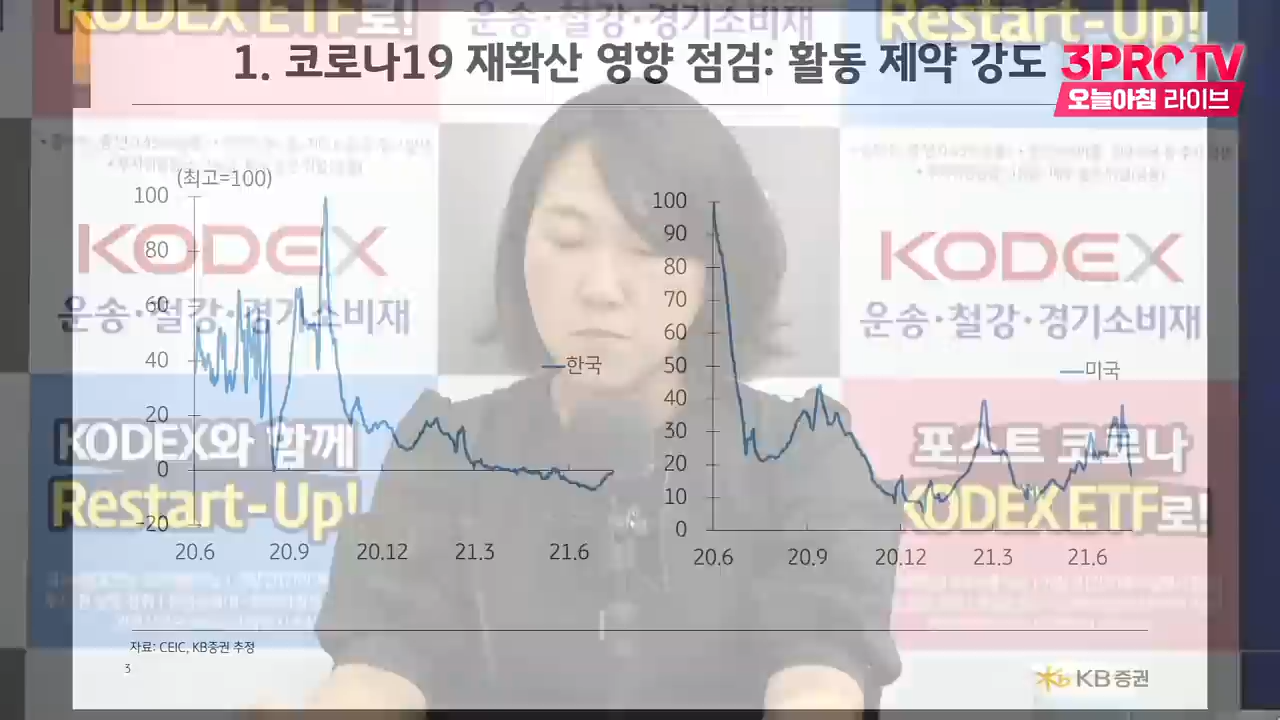 KODEX ETF로!
운송·철강·경기소비재
Restart-Up!
1. 코로나19 재확산 영향 점검: 활동 제약 강도
3PRO TV
오늘아침 라이브
(최고=100)
100
80
60
40
20
0
-20
20.6 20.9 20.12 21.3 21.6
한국
100
90
80
70
60
50
40
30
20
10
0
20.6 20.9 20.12 21.3 21.6
미국
KODEX
운송·철강·경기소비재
KODEX와 함께
Restart-Up!
KODEX
운송·철강·경기소비재
포스트 코로나
KODEX ETF로!
자료: CEIC, KB증권 추정
3
KB증권